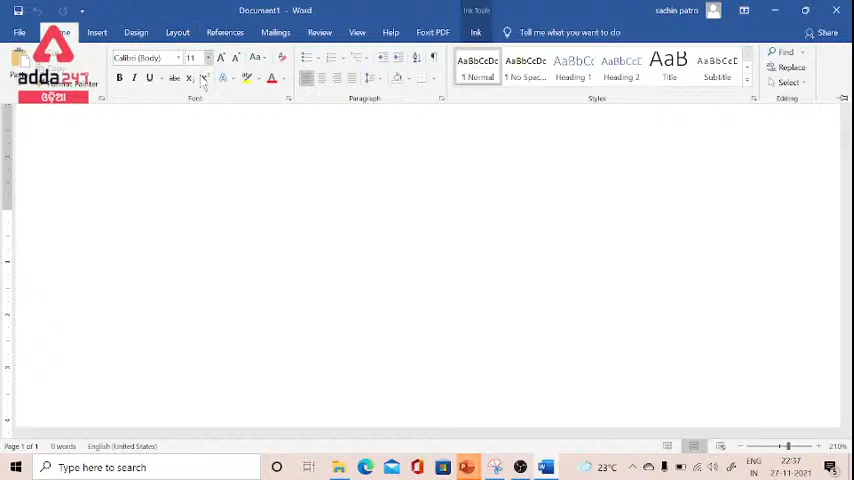 Document1 - Word
Ink Tools
sachin patro
File
Insert
Design
Layout
References
Mailings
Review
View
Help
Foxit PDF
Ink
Tell me what you want to do
Share
adda247
ଓଡ଼ିଆ
Calibri (Body)
11
Aa
B I U abc
Font
Paragraph
AaBbCcDc
¶ Normal
AaBbCcDc
¶ No Spac...
AaBbCc
Heading 1
AaBbCcC
Heading 2
AaB
Title
AaBbCcD
Subtitle
Styles
Find
Replace
Select
Editing
Page 1 of 1
0 words
English (United States)
210%
Type here to search
23°C
ENG
IN
22:37
27-11-2021